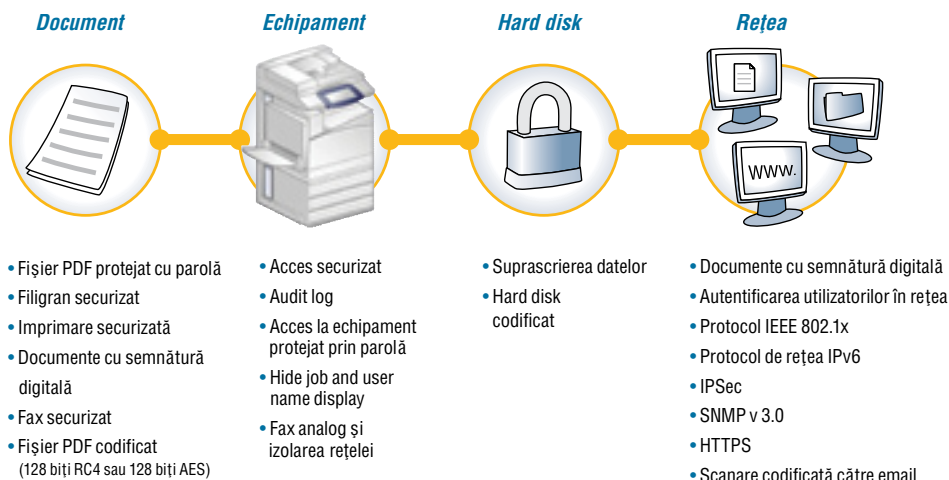 Document
Echipament
Hard disk
Rețea
WWW.
• Fișier PDF protejat cu parolă
• Filigran securizat
• Imprimare securizată
• Documente cu semnătură
digitală
• Fax securizat
• Fișier PDF codificat
(128 biți RC4 sau 128 biți AES)
• Acces securizat
• Audit log
• Acces la echipament
protejat prin parolă
• Hide job and user
name display
• Fax analog și
izolarea rețelei
• Suprascrierea datelor
• Hard disk
codificat
• Documente cu semnătură digitală
• Autentificarea utilizatorilor în rețea
• Protocol IEEE 802.1x
• Protocol de rețea IPv6
• IPSec
• SNMP v 3.0
• HTTPS
• Scanare codificată către email